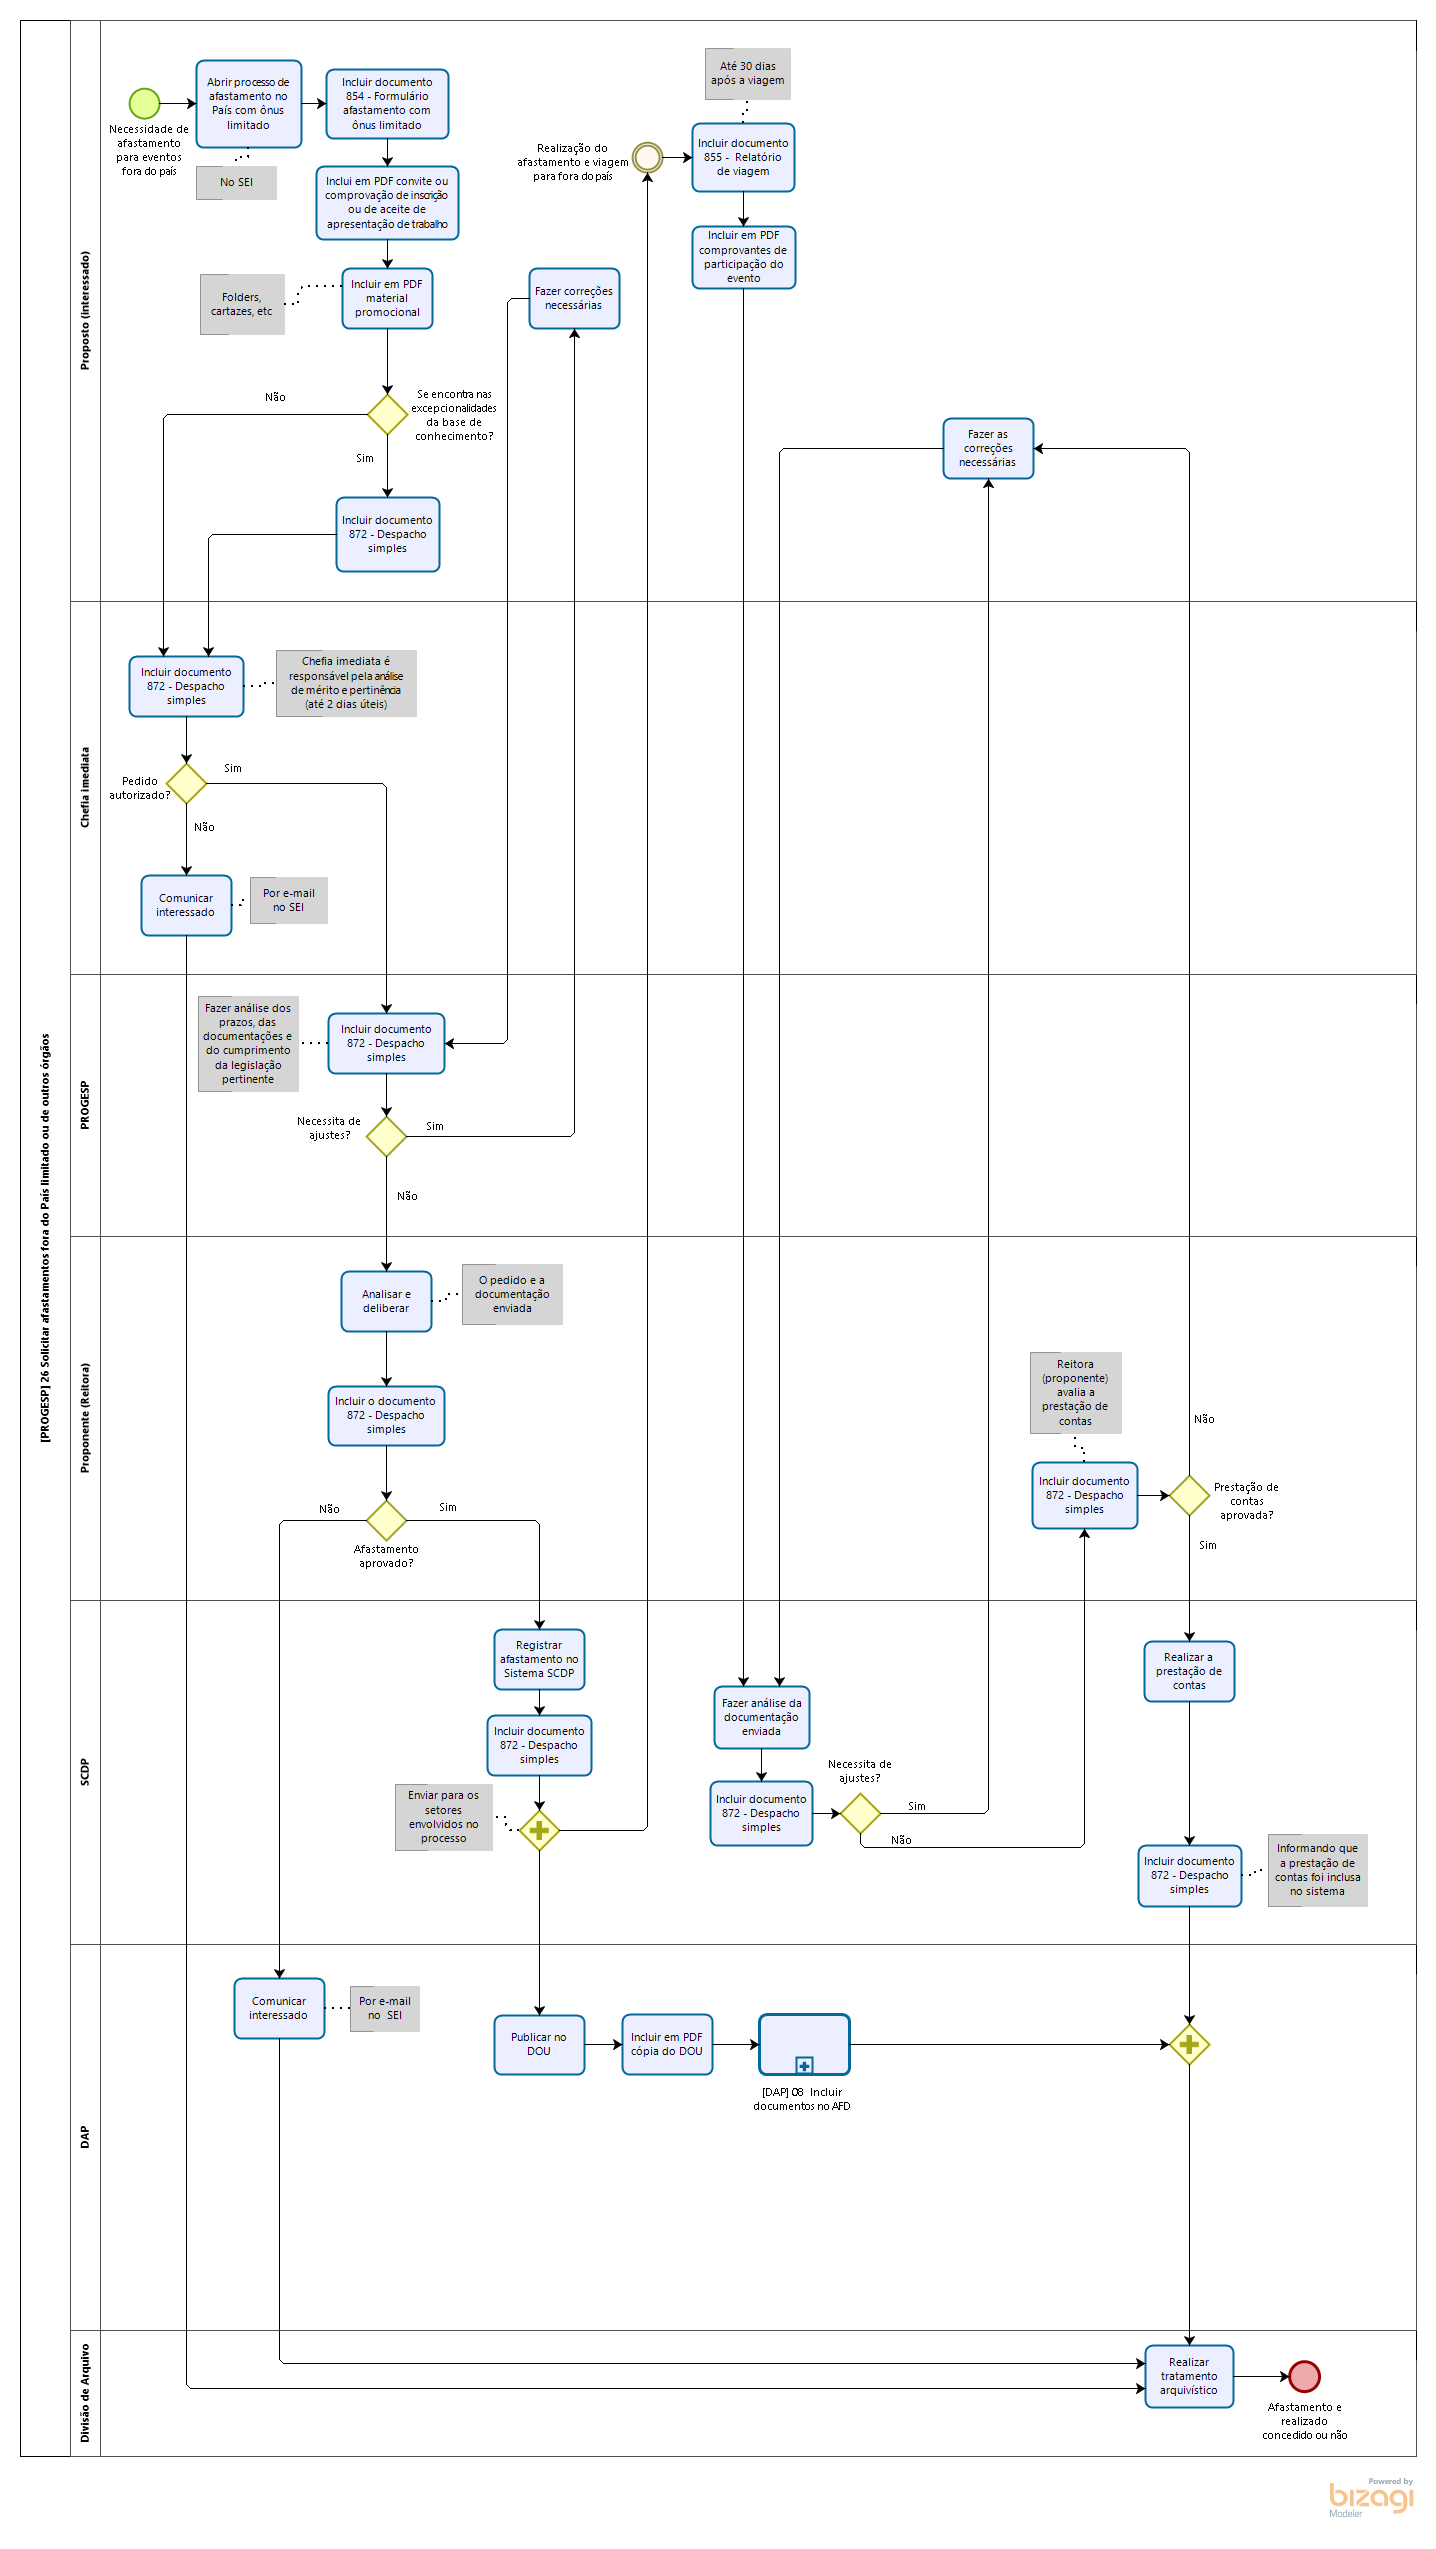 [PROGESP] 26 Solicitar afastamentos fora do País limitado ou de outros órgãos
Proposto (interessado)
Necessidade de
afastamento
para eventos
fora do país
Abrir processo de
afastamento no
País com ônus
limitado
No SEI
Incluir documento
854 - Formulário
afastamento com
ônus limitado
Inclui em PDF convite ou
comprovação de inscrição
ou de aceite de
apresentação de trabalho
Incluir em PDF
material
promocional
Folders,
cartazes, etc
Se encontra nas
excepcionalidades
da base de
conhecimento?
Não
Sim
Incluir documento
872 - Despacho
simples
Fazer correções
necessárias
Realização do
afastamento e viagem
para fora do país
Até 30 dias
após a viagem
Incluir documento
855 - Relatório
de viagem
Incluir em PDF
comprovantes de
participação do
evento
Fazer as
correções
necessárias
Chefia imediata
Incluir documento
872 - Despacho
simples
Chefia imediata é
responsável pela análise
de mérito e pertinência
(até 2 dias úteis)
Pedido
autorizado?
Sim
Não
Comunicar
interessado
Por e-mail
no SEI
PROGESP
Fazer análise dos
prazos, das
documentações e
do cumprimento
da legislação
pertinente
Incluir documento
872 - Despacho
simples
Necessita de
ajustes?
Sim
Não
Proponente (Reitora)
Analisar e
deliberar
O pedido e a
documentação
enviada
Incluir o documento
872 - Despacho
simples
Não
Sim
Afastamento
aprovado?
Reitora
(proponente)
avalia a
prestação de
contas
Incluir documento
872 - Despacho
simples
Não
Prestação de
contas
aprovada?
Sim
SCDP
Registrar
afastamento no
Sistema SCDP
Incluir documento
872 - Despacho
simples
Enviar para os
setores
envolvidos no
processo
Fazer análise da
documentação
enviada
Incluir documento
872 - Despacho
simples
Necessita de
ajustes?
Sim
Não
Realizar a
prestação de
contas
Incluir documento
872 - Despacho
simples
Informando que
a prestação de
contas foi inclusa
no sistema
DAP
Comunicar
interessado
Por e-mail
no SEI
Publicar no
DOU
Incluir em PDF
cópia do DOU
[DAP] 08 Incluir
documentos no AFD
Divisão de Arquivo
Realizar
tratamento
arquivístico
Afastamento e
realizado
concedido ou não
Powered by
bizagi
Modeler